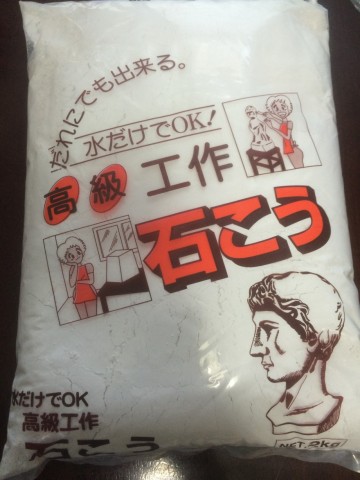 だれにでも出来る。
水だけでOK!
高級 工作
石こう
水だけでOK
高級工作
石こう
NET.2kg